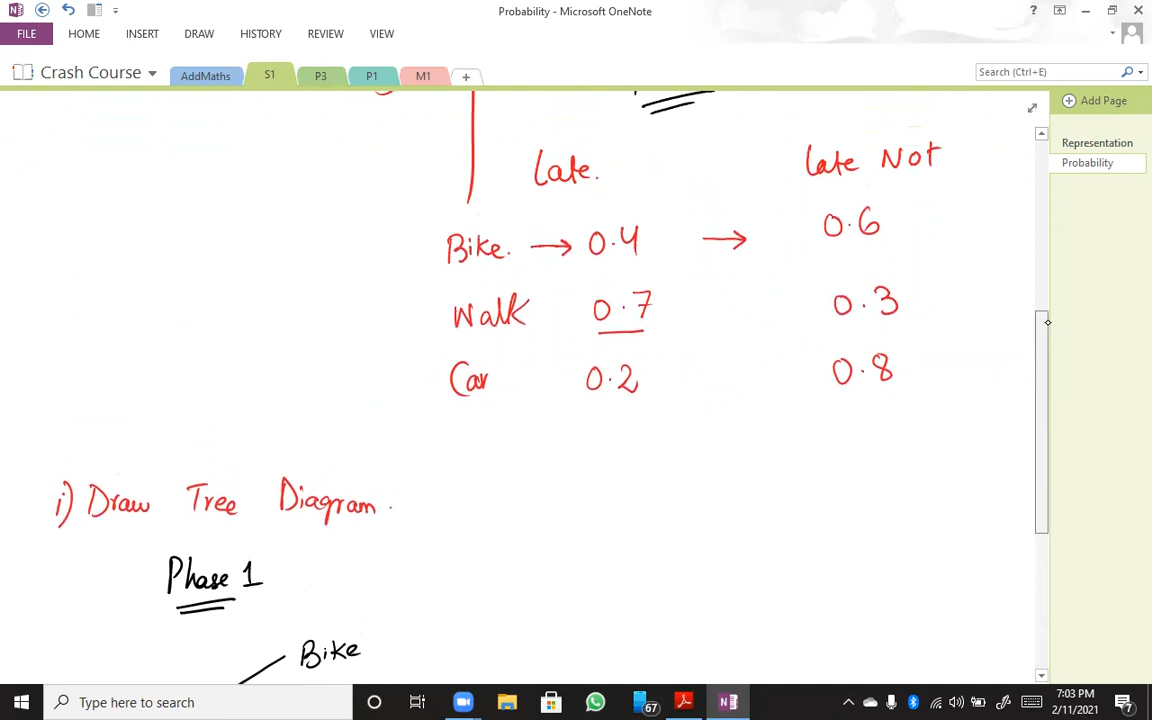 Probability - Microsoft OneNote
FILE HOME INSERT DRAW HISTORY REVIEW VIEW
Crash Course AddMaths S1 P3 P1 M1 Search (Ctrl+E)
Add Page
Representation
Probability
Late. Late Not
Bike. → 0.4 → 0.6
Walk 0.7 0.3
Car 0.2 0.8
i) Draw Tree Diagram.
Phase 1
Bike
Type here to search 67 7:03 PM
2/11/2021 7